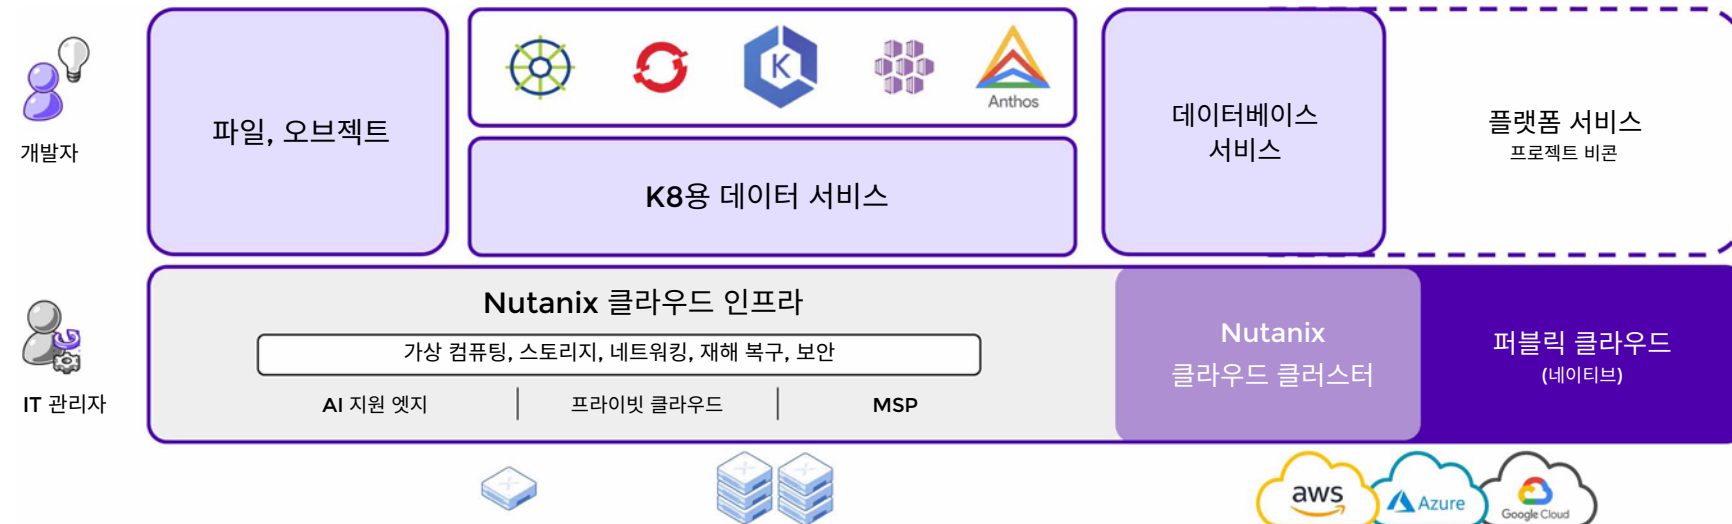 개발자
파일, 오브젝트
K
Anthos
K8용 데이터 서비스
데이터베이스
서비스
플랫폼 서비스
프로젝트 비콘
IT 관리자
Nutanix 클라우드 인프라
가상 컴퓨팅, 스토리지, 네트워킹, 재해 복구, 보안
AI 지원 엣지
프라이빗 클라우드
MSP
Nutanix
클라우드 클러스터
퍼블릭 클라우드
(네이티브)
aws
Azure
Google Cloud